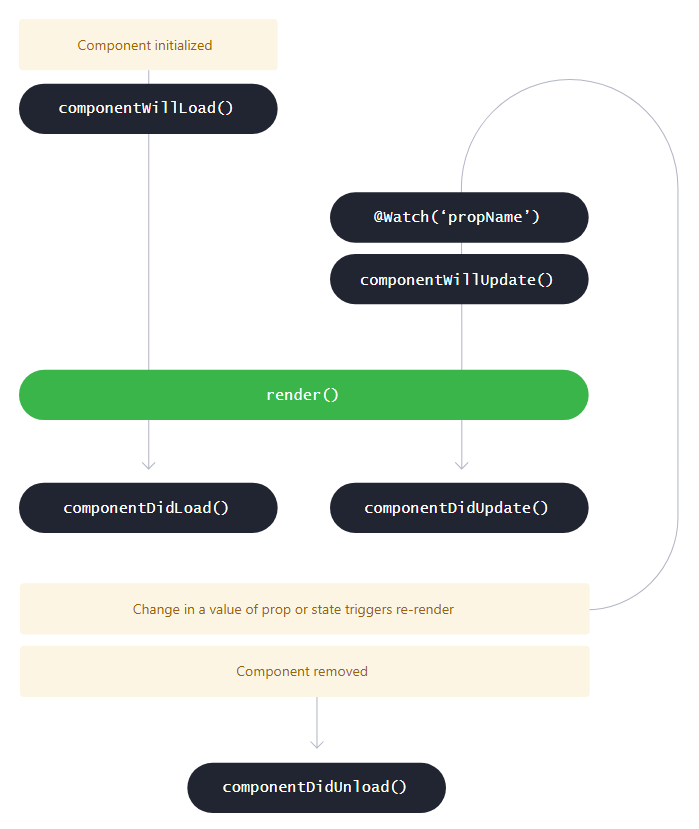 Component initialized
componentWillLoad()
@Watch(‘propName’)
componentWillUpdate()
render()
componentDidLoad()
componentDidUpdate()
Change in a value of prop or state triggers re-render
Component removed
componentDidUnload()